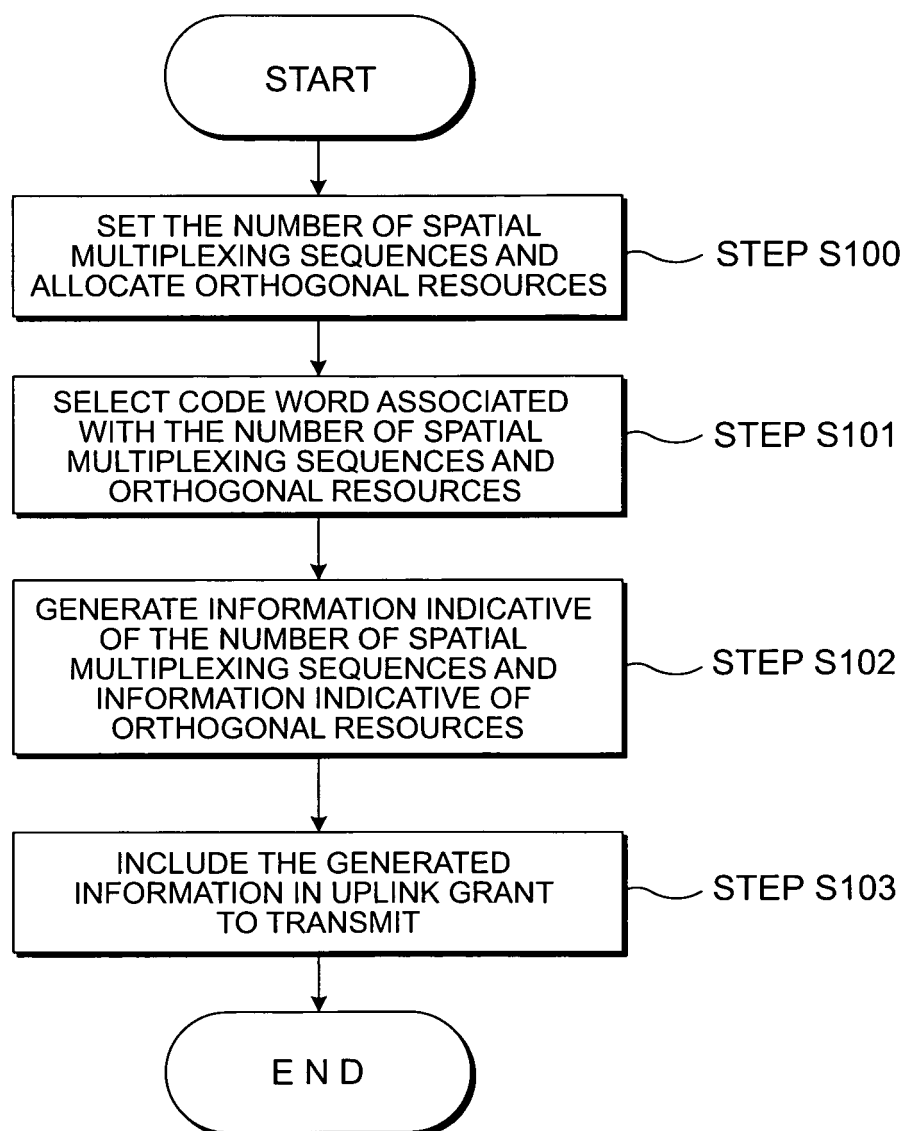 START
SET THE NUMBER OF SPATIAL
MULTIPLEXING SEQUENCES AND
ALLOCATE ORTHOGONAL RESOURCES
STEP S100
SELECT CODE WORD ASSOCIATED
WITH THE NUMBER OF SPATIAL
MULTIPLEXING SEQUENCES AND
ORTHOGONAL RESOURCES
STEP S101
GENERATE INFORMATION INDICATIVE
OF THE NUMBER OF SPATIAL
MULTIPLEXING SEQUENCES AND
INFORMATION INDICATIVE OF
ORTHOGONAL RESOURCES
STEP S102
INCLUDE THE GENERATED
INFORMATION IN UPLINK GRANT
TO TRANSMIT
STEP S103
E N D